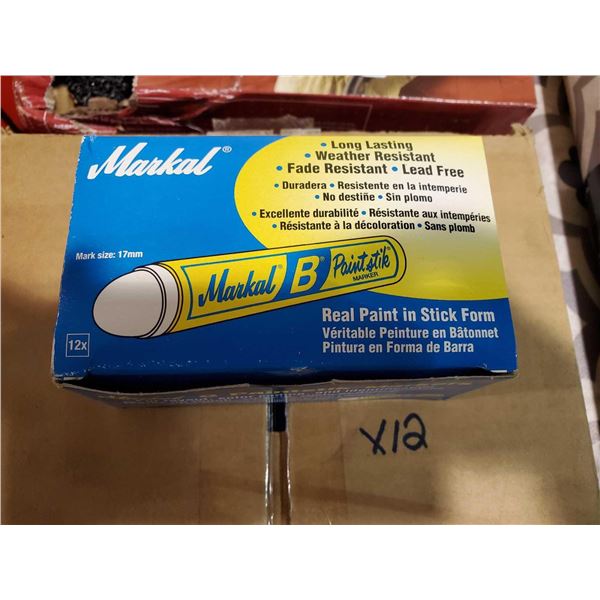 Markal®
• Long Lasting
• Weather Resistant
• Fade Resistant • Lead Free
• Duradera • Resistente en la intemperie
• No destiñe • Sin plomo
• Excellente durabilité • Résistante aux intempéries
• Résistante à la décoloration • Sans plomb
Mark size: 17mm
Markal B® Paintstik®
MARKER
12x
Real Paint in Stick Form
Véritable Peinture en Bâtonnet
Pintura en Forma de Barra
X12